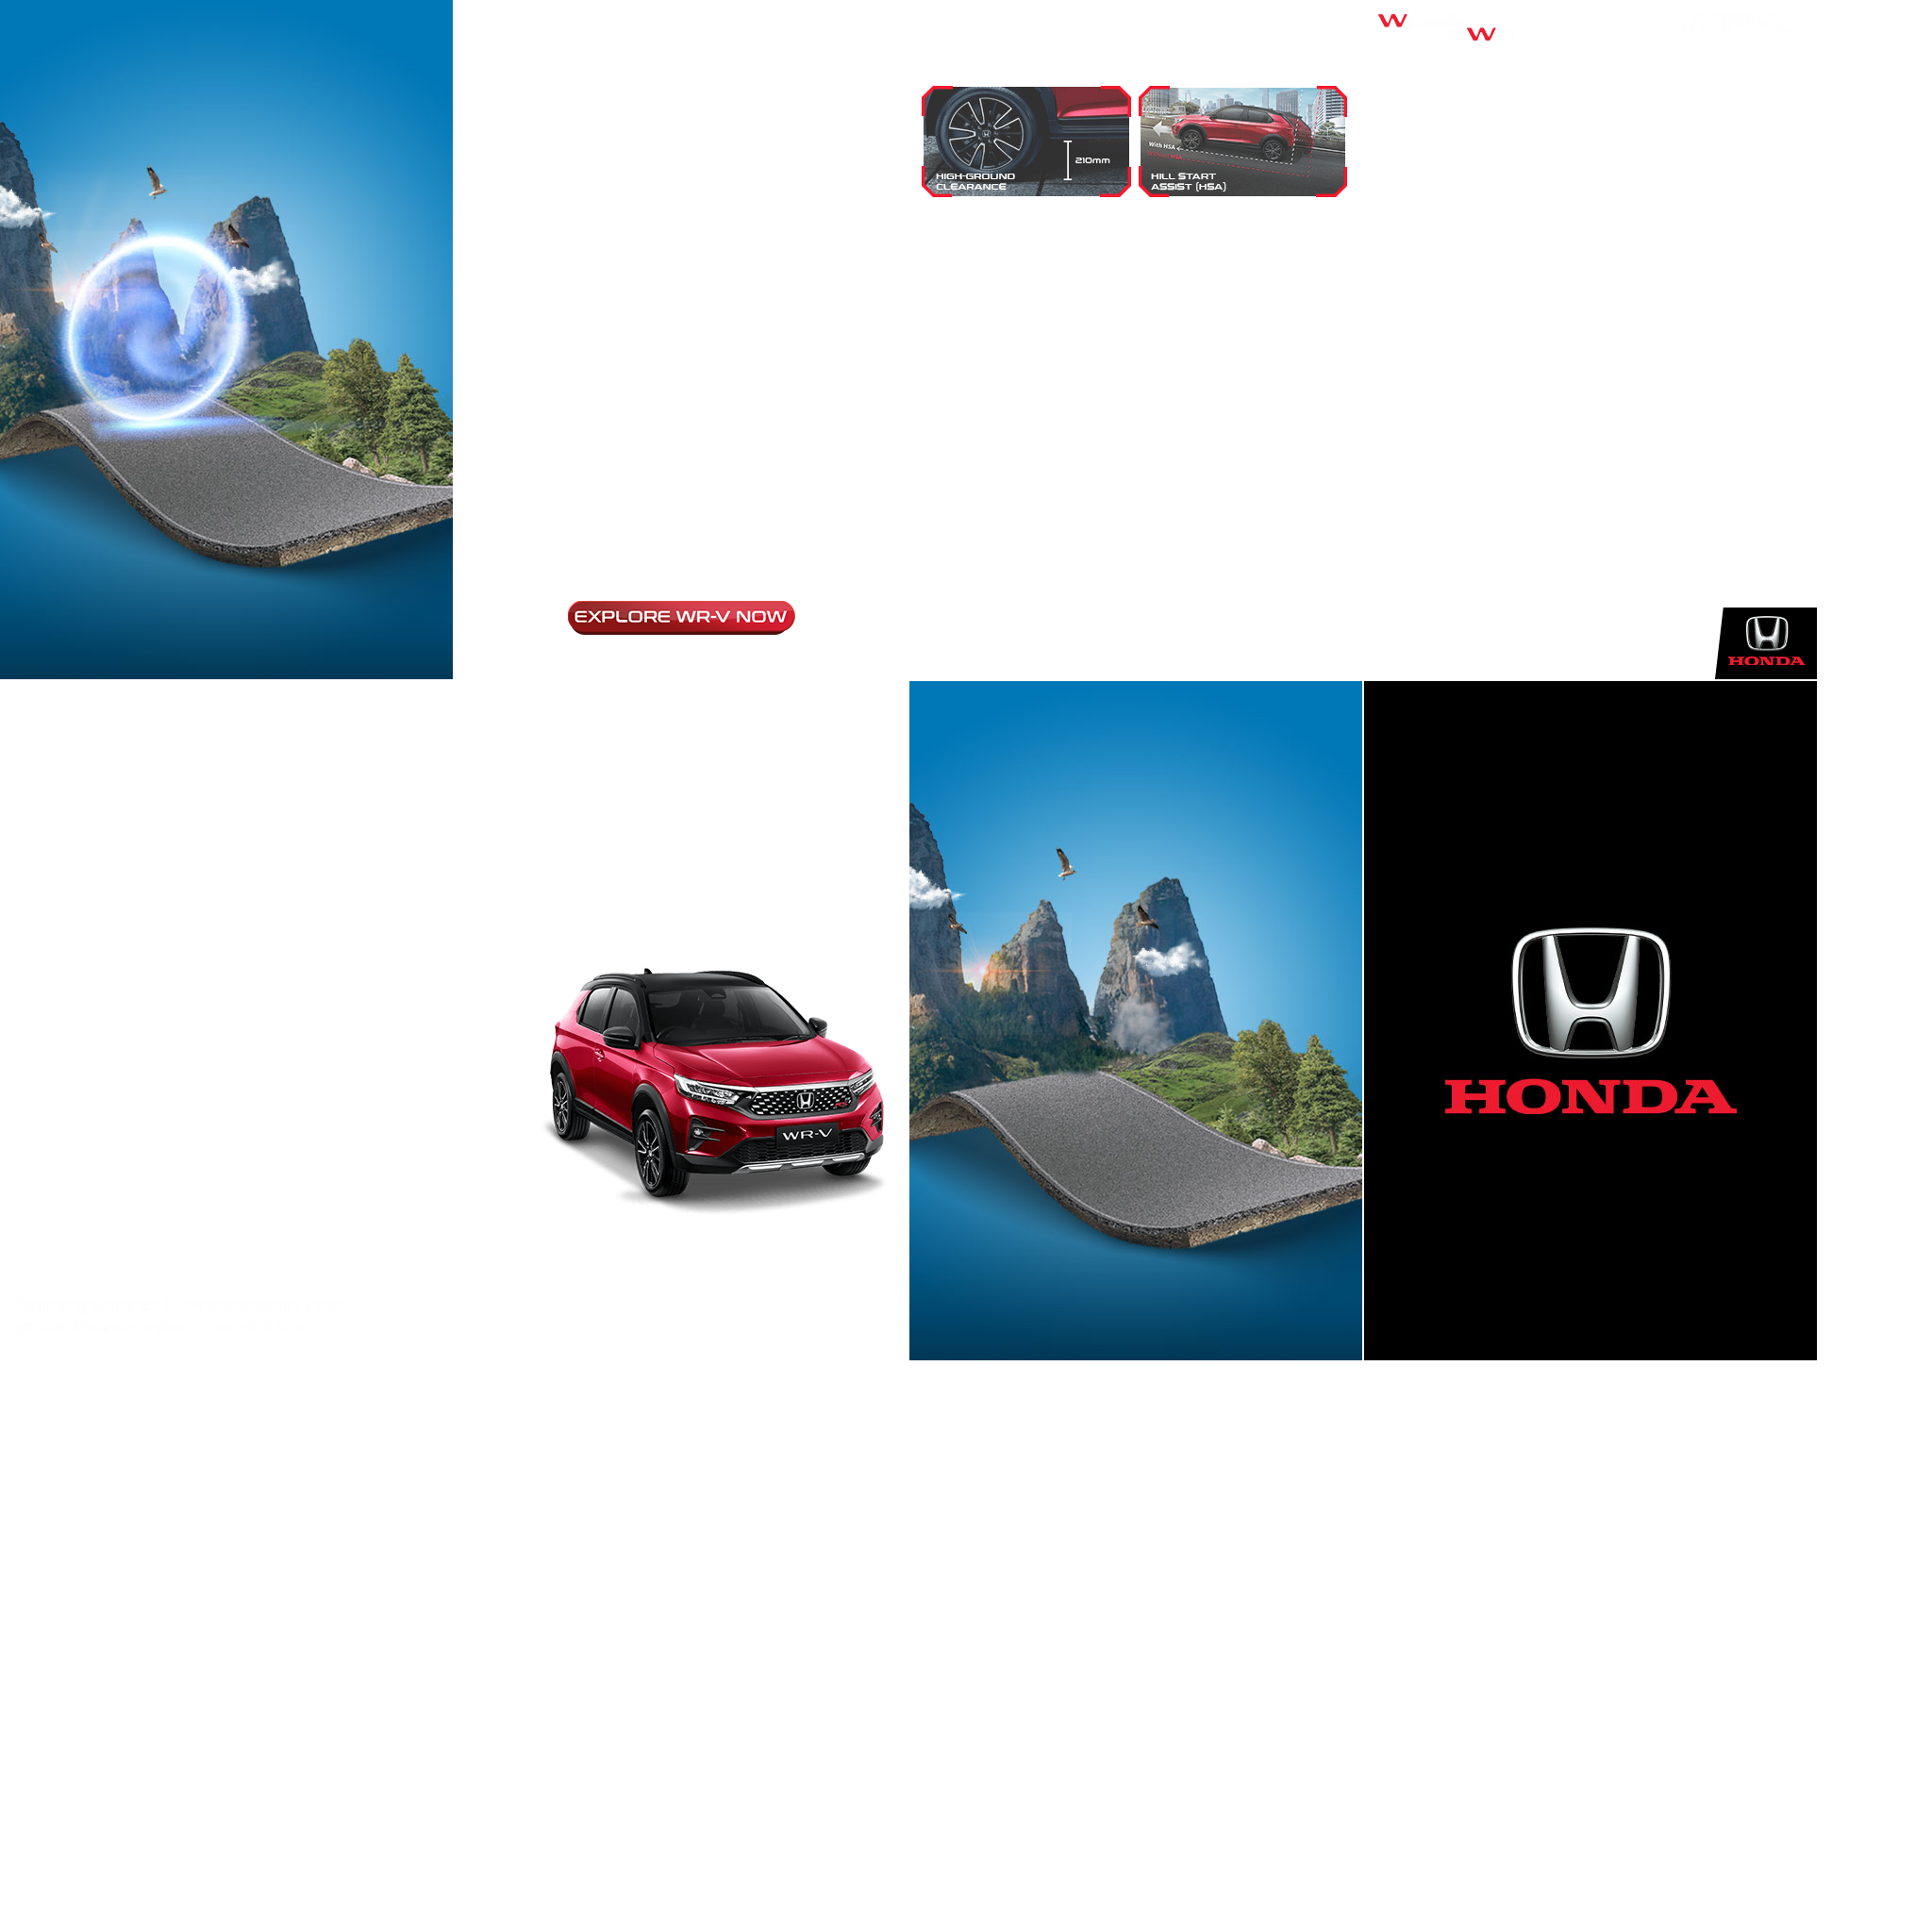 W
W
210mm
With HSA
HIGH-GROUND
CLEARANCE
HILL START
ASSIST (HSA)
EXPLORE WR-V NOW
HONDA
WR-V
HONDA